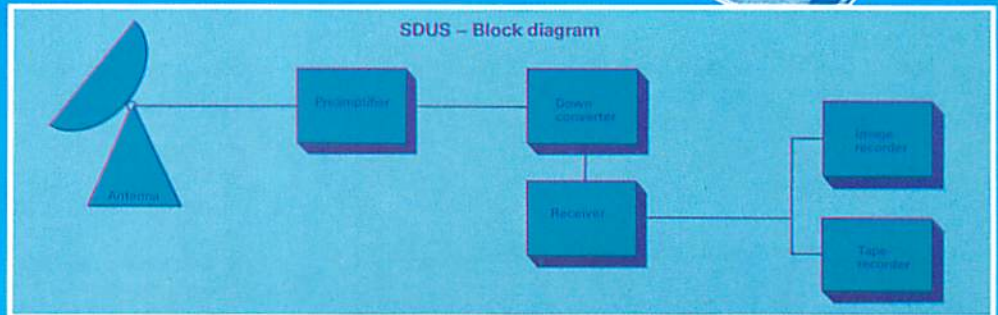 SDUS – Block diagram
Preamplifier
Down
converter
Image
recorder
Antenna
Receiver
Tape
recorder